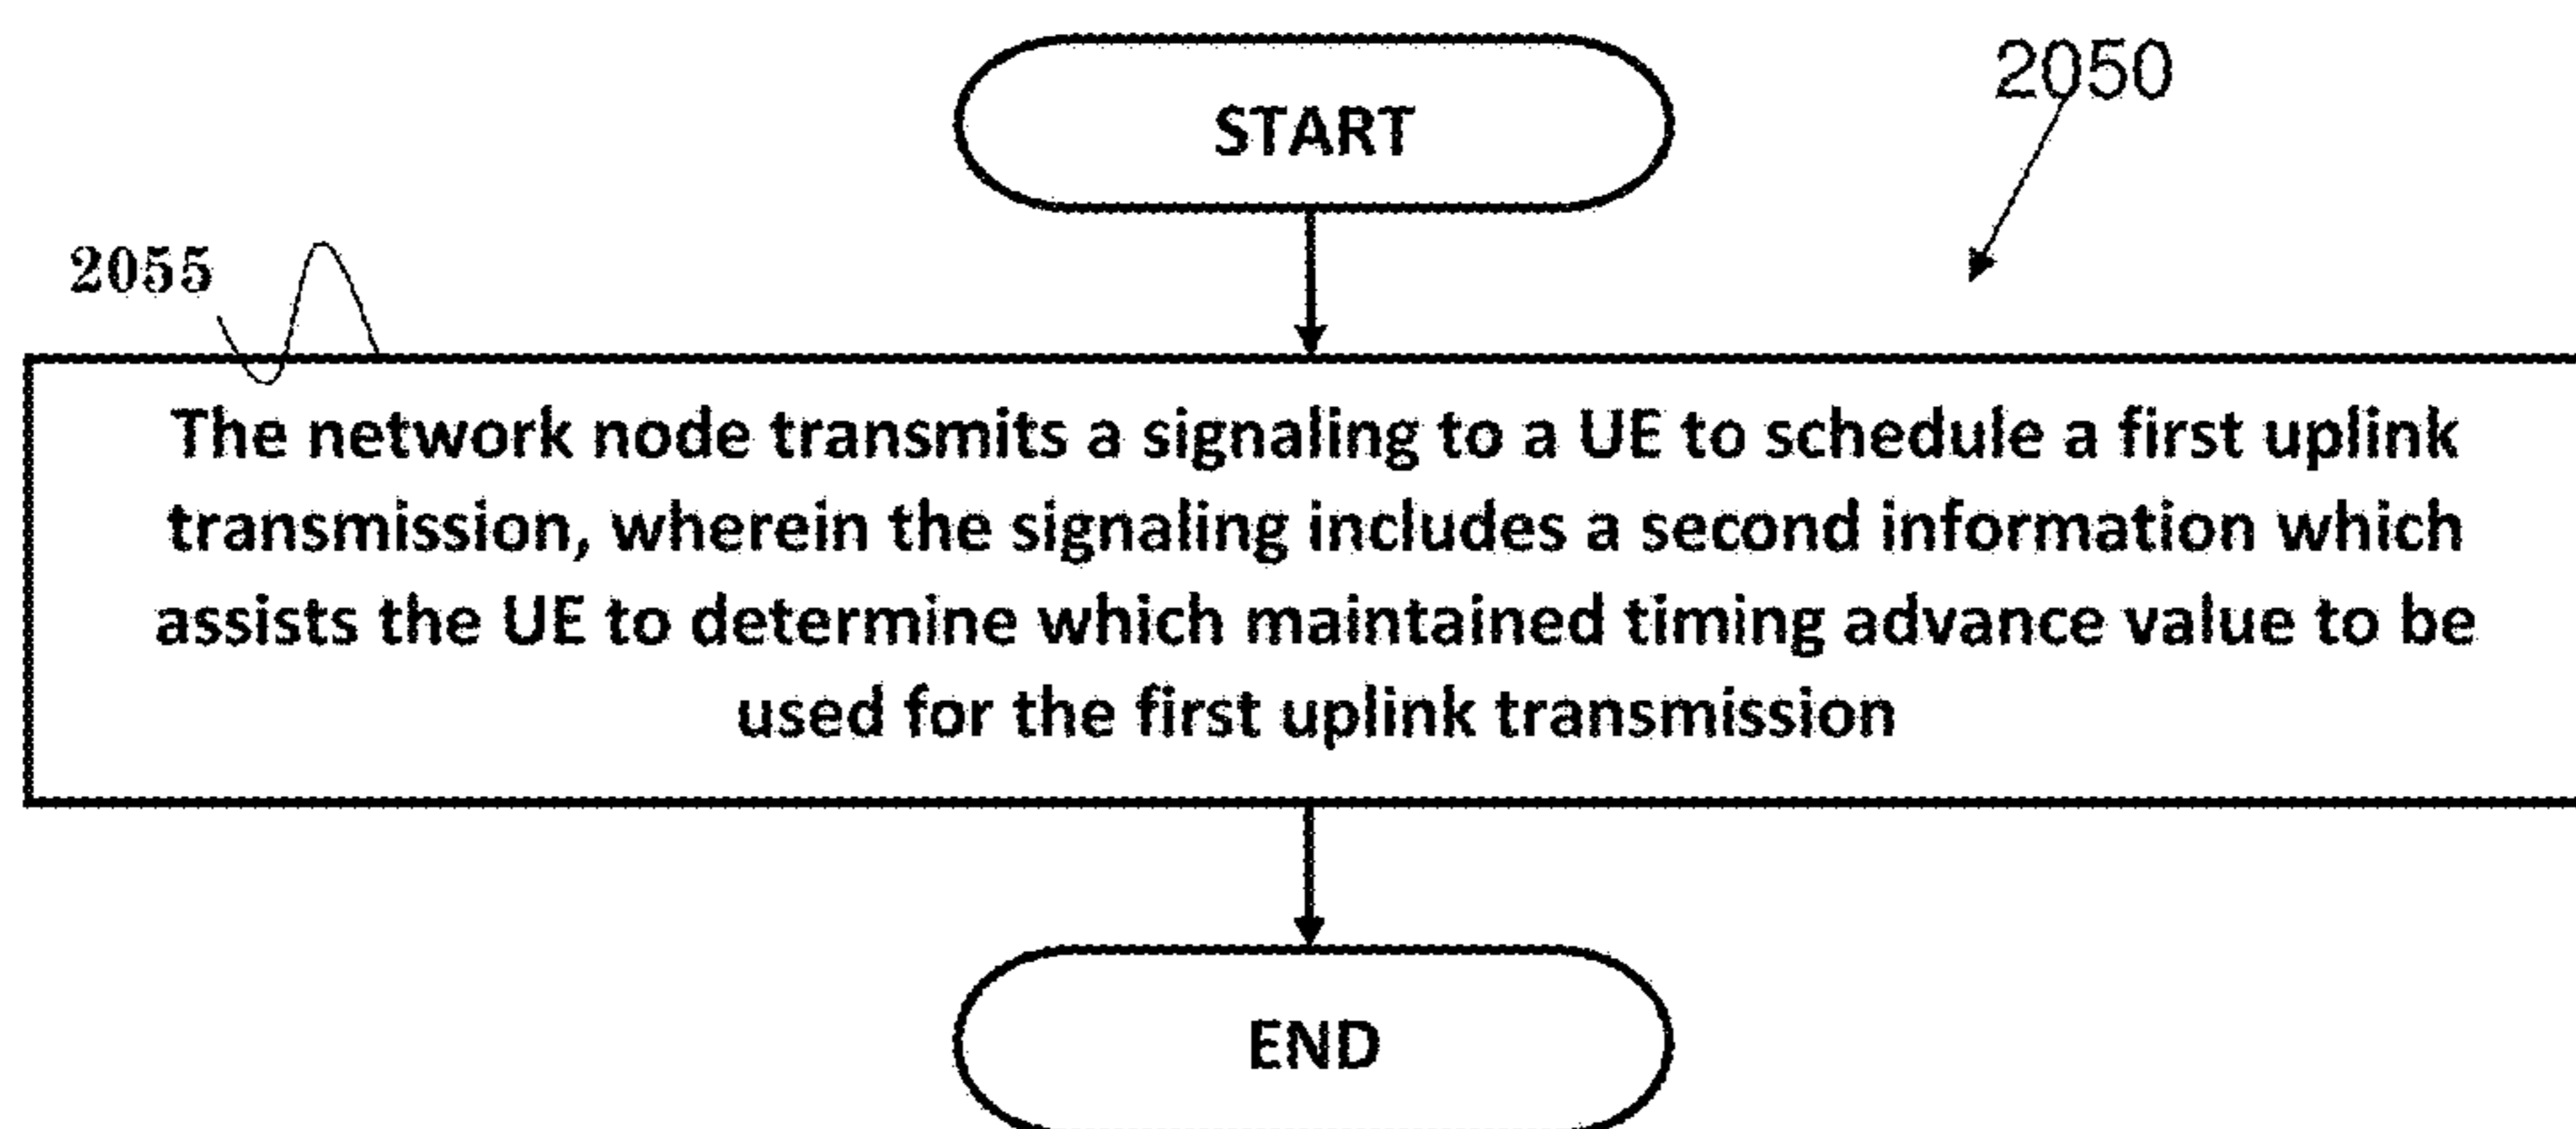 START
2050
2055
The network node transmits a signaling to a UE to schedule a first uplink
transmission, wherein the signaling includes a second information which
assists the UE to determine which maintained timing advance value to be
used for the first uplink transmission
END